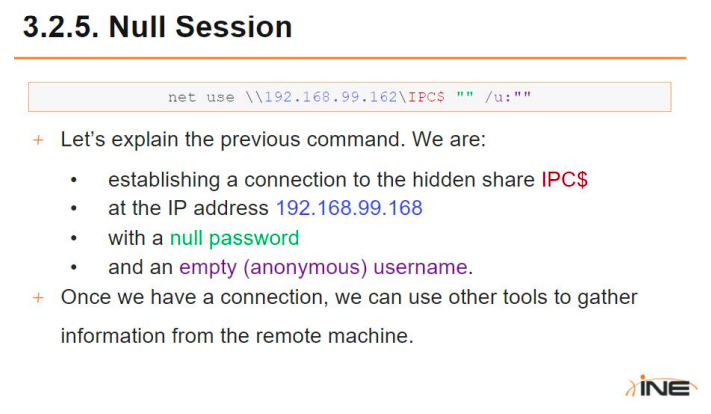 3.2.5. Null Session
net use \\192.168.99.162\IPC$ "" /u:""
+ Let's explain the previous command. We are:
• establishing a connection to the hidden share IPC$
• at the IP address 192.168.99.168
• with a null password
• and an empty (anonymous) username.
+ Once we have a connection, we can use other tools to gather
information from the remote machine.
INE